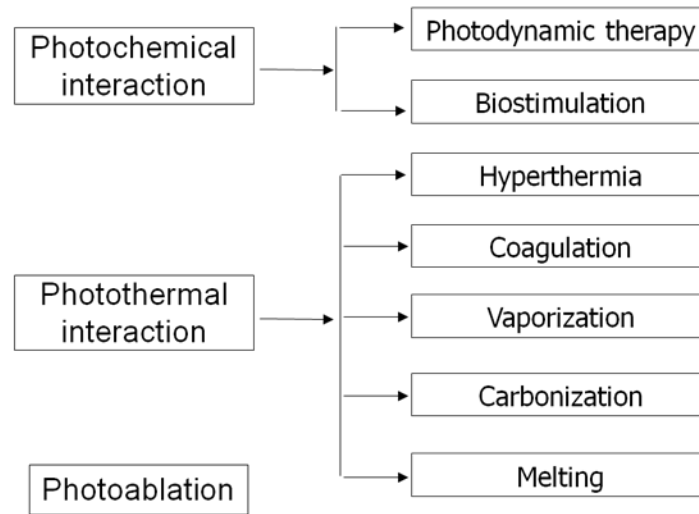 Photochemical
interaction
Photodynamic therapy
Biostimulation
Photothermal
interaction
Hyperthermia
Coagulation
Vaporization
Carbonization
Melting
Photoablation